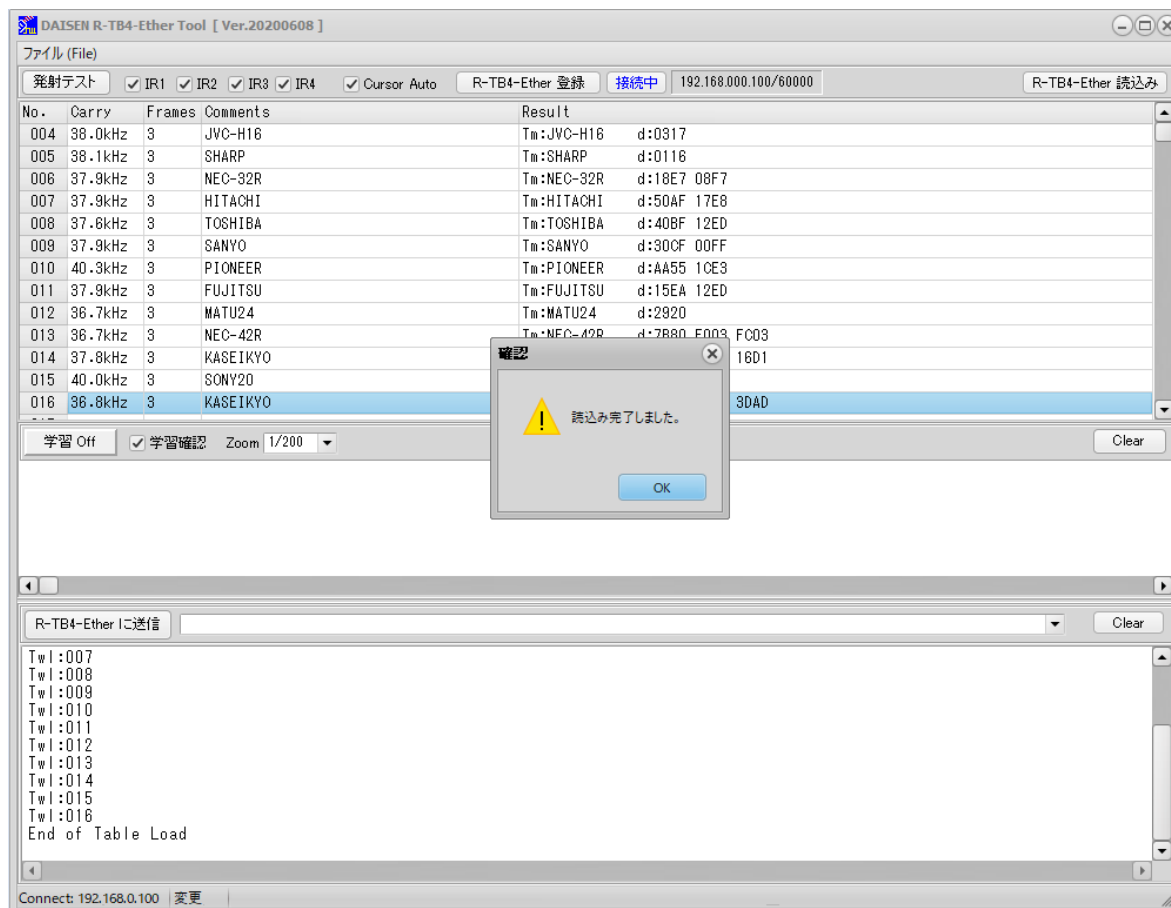 DAISEN R-TB4-Ether Tool [ Ver.20200608 ]
ファイル (File)
発射テスト IR1 IR2 IR3 IR4 Cursor Auto R-TB4-Ether 登録 接続中 192.168.000.100/60000 R-TB4-Ether 読込み
No. Carry Frames Comments Result
004 38.0kHz 3 JVC-H16 Tm:JVC-H16 d:0317
005 38.1kHz 3 SHARP Tm:SHARP d:0116
006 37.9kHz 3 NEC-32R Tm:NEC-32R d:18E7 08F7
007 37.9kHz 3 HITACHI Tm:HITACHI d:50AF 17E8
008 37.6kHz 3 TOSHIBA Tm:TOSHIBA d:40BF 12ED
009 37.9kHz 3 SANYO Tm:SANYO d:30CF 00FF
010 40.3kHz 3 PIONEER Tm:PIONEER d:AA55 1CE3
011 37.9kHz 3 FUJITSU Tm:FUJITSU d:15EA 12ED
012 36.7kHz 3 MATU24 Tm:MATU24 d:2920
013 36.7kHz 3 NEC-42R Tm:NEC-42R d:7B80 E003 FC03
014 37.8kHz 3 KASEIKYO 16D1
015 40.0kHz 3 SONY20
016 36.8kHz 3 KASEIKYO 3DAD
確認
読込み完了しました。
OK
学習 Off 学習確認 Zoom 1/200 Clear
R-TB4-Ether に送信 Clear
Twl:007
Twl:008
Twl:009
Twl:010
Twl:011
Twl:012
Twl:013
Twl:014
Twl:015
Twl:016
End of Table Load
Connect: 192.168.0.100 変更